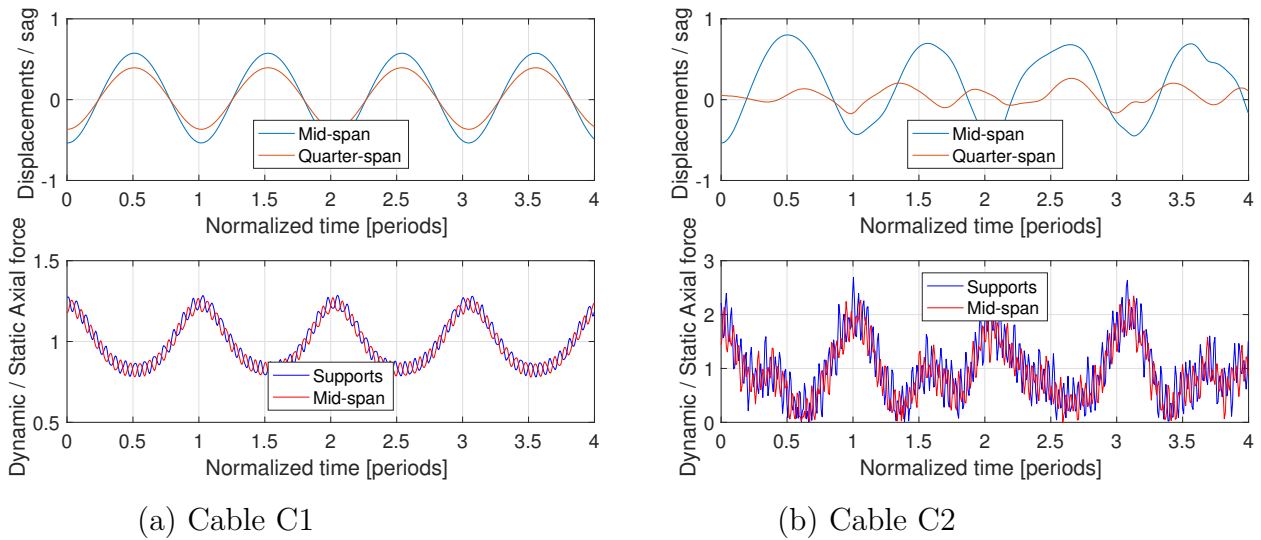 Displacements / sag
1
0
-1
Mid-span
Quarter-span
0 0.5 1 1.5 2 2.5 3 3.5 4
Normalized time [periods]
Dynamic / Static Axial force
1.5
1
0.5
Supports
Mid-span
0 0.5 1 1.5 2 2.5 3 3.5 4
Normalized time [periods]
(a) Cable C1
Displacements / sag
1
0
-1
Mid-span
Quarter-span
0 0.5 1 1.5 2 2.5 3 3.5 4
Normalized time [periods]
Dynamic / Static Axial force
3
2
1
0
Supports
Mid-span
0 0.5 1 1.5 2 2.5 3 3.5 4
Normalized time [periods]
(b) Cable C2